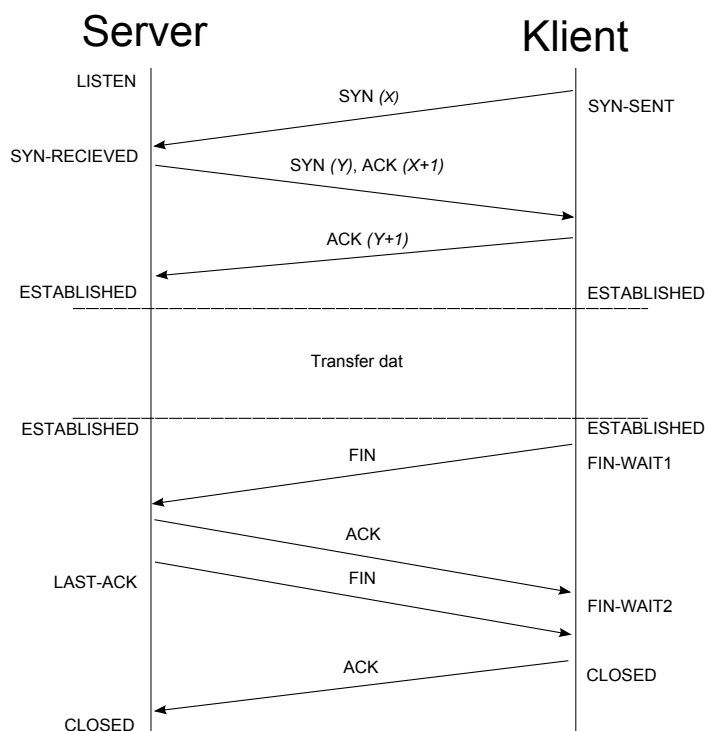 Server
Klient
LISTEN
SYN (X)
SYN-SENT
SYN-RECIEVED
SYN (Y), ACK (X+1)
ACK (Y+1)
ESTABLISHED
ESTABLISHED
Transfer dat
ESTABLISHED
ESTABLISHED
FIN
FIN-WAIT1
ACK
LAST-ACK
FIN
FIN-WAIT2
ACK
CLOSED
CLOSED